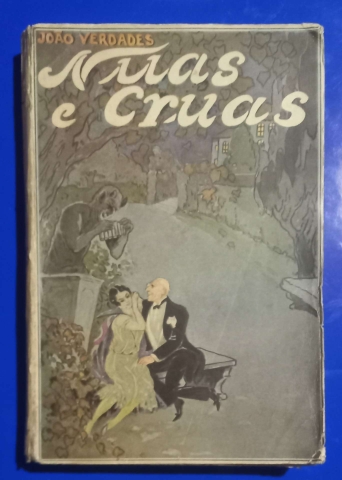 JOÃO VERDADES
Nuas
e Cruas